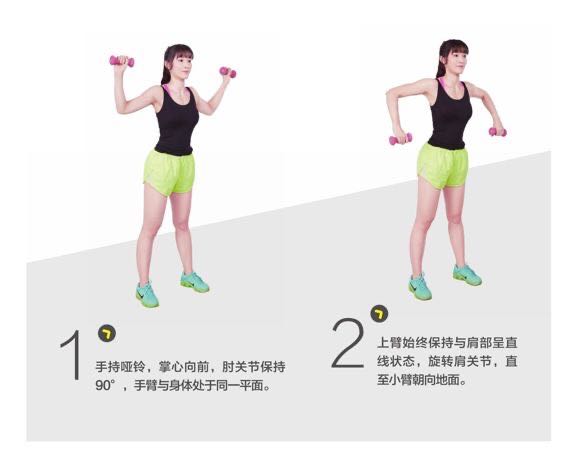 1
手持哑铃，掌心向前，肘关节保持
90°，手臂与身体处于同一平面。
2
上臂始终保持与肩部呈直
线状态，旋转肩关节，直
至小臂朝向地面。